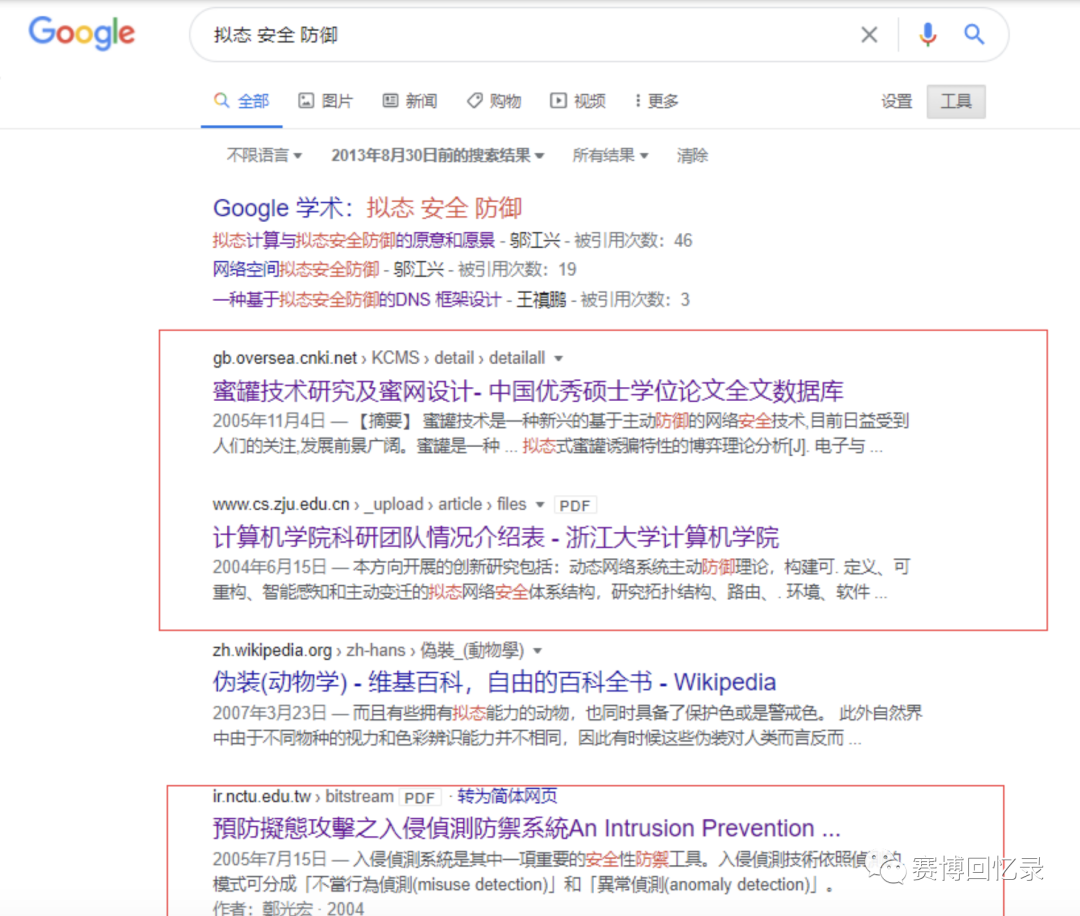 Google 拟态 安全 防御
全部 图片 新闻 购物 视频 更多 设置 工具
不限语言 2013年8月30日前的搜索结果 所有结果 清除
Google 学术：拟态 安全 防御
拟态计算与拟态安全防御的原意和愿景 - 邬江兴 - 被引用次数：46
网络空间拟态安全防御 - 邬江兴 - 被引用次数：19
一种基于拟态安全防御的DNS 框架设计 - 王禛鹏 - 被引用次数：3
gb.oversea.cnki.net › KCMS › detail › detailall
蜜罐技术研究及蜜网设计- 中国优秀硕士学位论文全文数据库
2005年11月4日 — 【摘要】 蜜罐技术是一种新兴的基于主动防御的网络安全技术,目前日益受到
人们的关注,发展前景广阔。蜜罐是一种 ... 拟态式蜜罐诱骗特性的博弈理论分析[J]. 电子与 ...
www.cs.zju.edu.cn › _upload › article › files PDF
计算机学院科研团队情况介绍表 - 浙江大学计算机学院
2004年6月15日 — 本方向开展的创新研究包括：动态网络系统主动防御理论，构建可. 定义、可
重构、智能感知和主动变迁的拟态网络安全体系结构，研究拓扑结构、路由、. 环境、软件 ...
zh.wikipedia.org › zh-hans › 偽裝_(動物學)
伪装(动物学) - 维基百科，自由的百科全书 - Wikipedia
2007年3月23日 — 而且有些拥有拟态能力的动物，也同时具备了保护色或是警戒色。 此外自然界
中由于不同物种的视力和色彩辨识能力并不相同，因此有时候这些伪装对人类而言反而 ...
ir.nctu.edu.tw › bitstream PDF · 转为简体网页
預防擬態攻擊之入侵偵測防禦系統An Intrusion Prevention ...
2005年7月15日 — 入侵偵測系統是其中一項重要的安全性防禦工具。入侵偵測技術依照偵
模式可分成「不當行為偵測(misuse detection)」和「異常偵測(anomaly detection)」。
作者：鄭光宏 · 2004
赛博回忆录